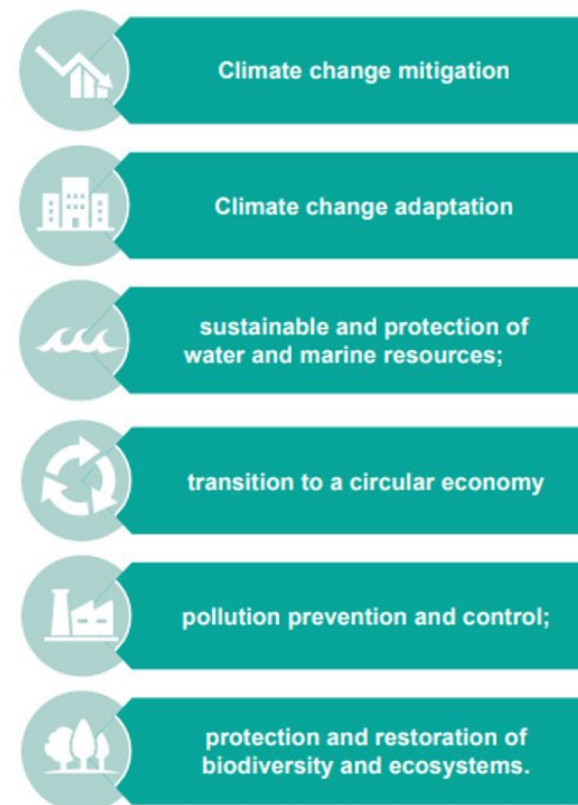 Climate change mitigation
Climate change adaptation
sustainable and protection of
water and marine resources;
transition to a circular economy
pollution prevention and control;
protection and restoration of
biodiversity and ecosystems.